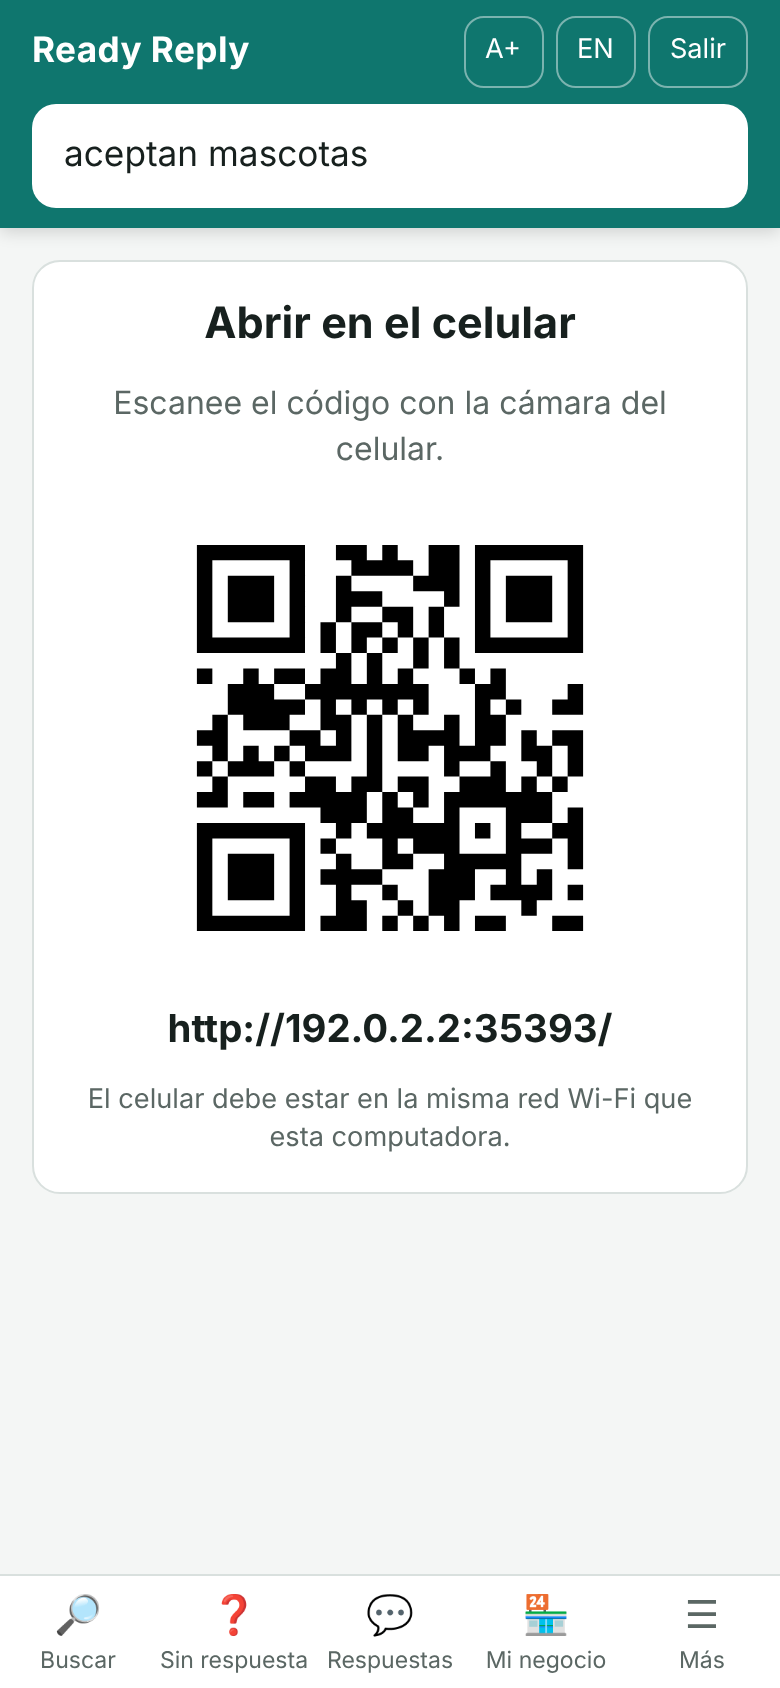 Ready Reply
A+
EN
Salir
aceptan mascotas
Abrir en el celular
Escanee el código con la cámara del
celular.
http://192.0.2.2:35393/
El celular debe estar en la misma red Wi-Fi que
esta computadora.
24
Buscar
Sin respuesta
Respuestas
Mi negocio
Más